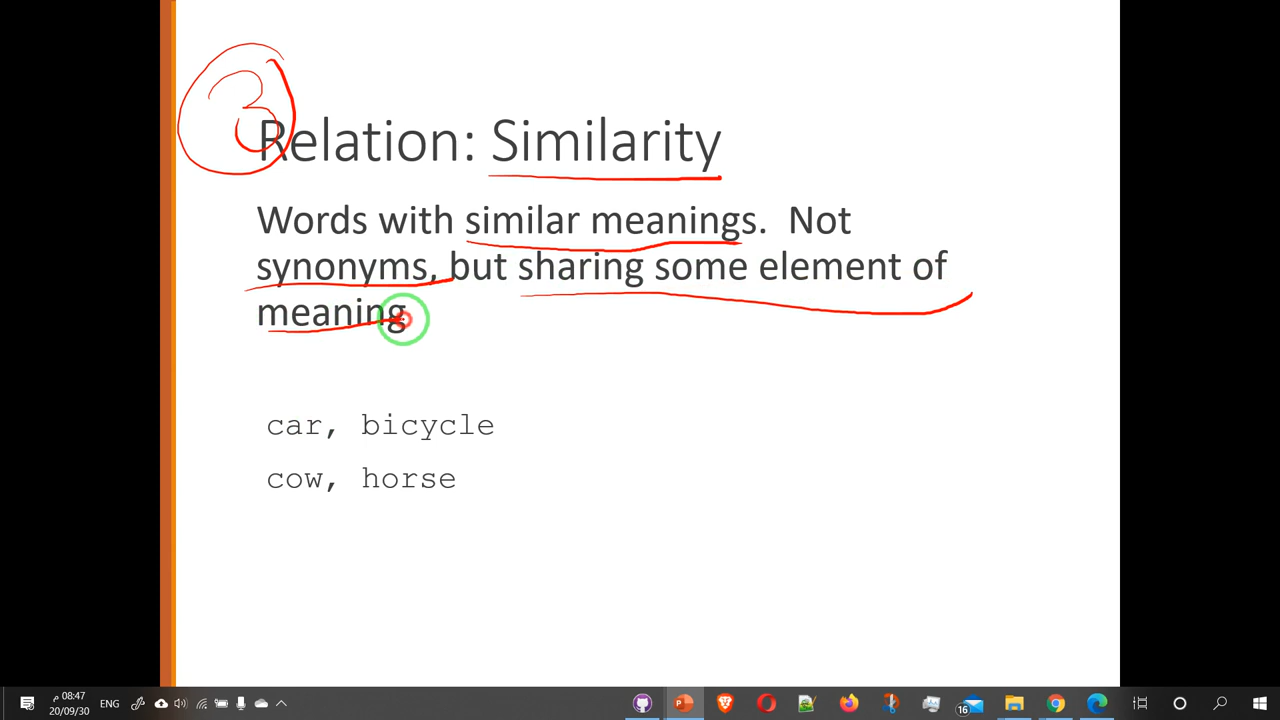 3
Relation: Similarity
Words with similar meanings. Not
synonyms, but sharing some element of
meaning
car, bicycle
cow, horse
08:47 م
ENG
20/09/30
16